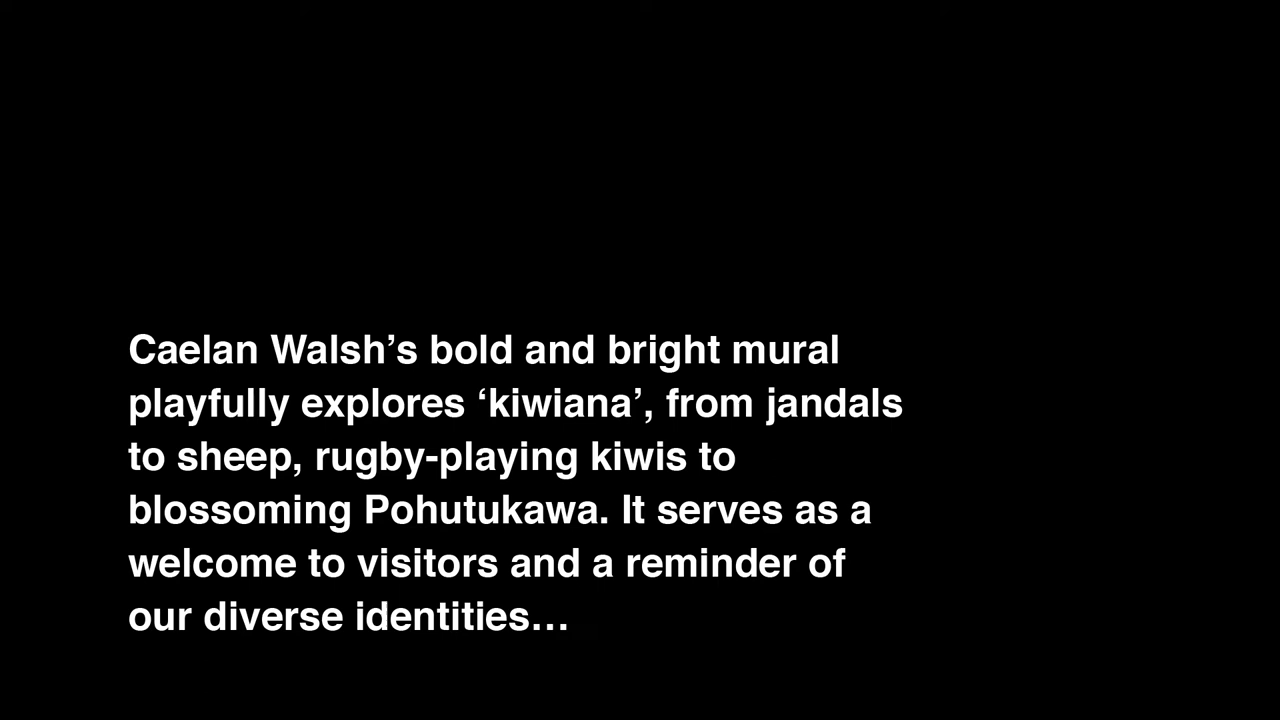 Caelan Walsh’s bold and bright mural
playfully explores ‘kiwiana’, from jandals
to sheep, rugby-playing kiwis to
blossoming Pohutukawa. It serves as a
welcome to visitors and a reminder of
our diverse identities…